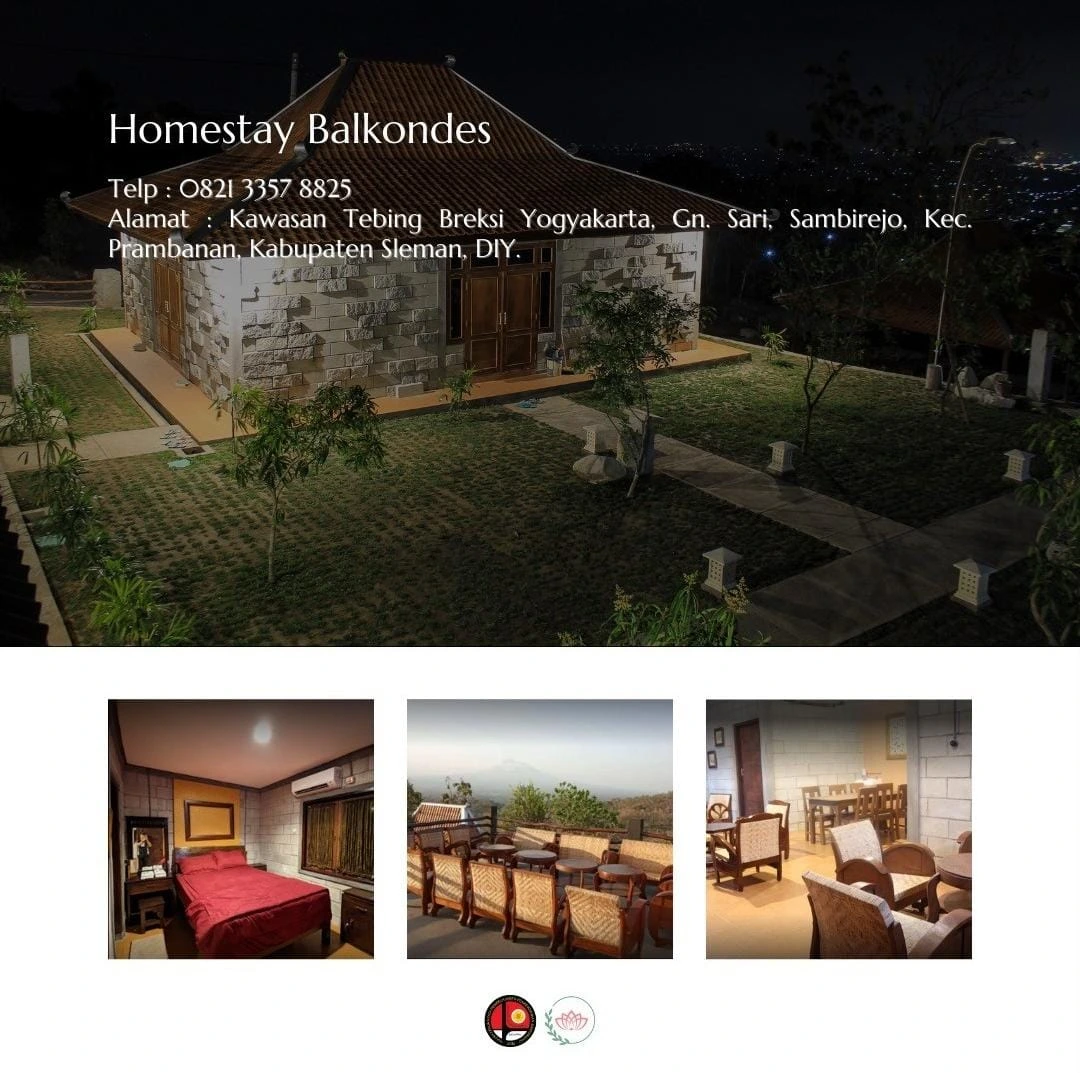 Homestay Balkondes
Telp : 0821 3357 8825
Alamat : Kawasan Tebing Breksi Yogyakarta, Gn. Sari, Sambirejo, Kec.
Prambanan, Kabupaten Sleman, DIY.